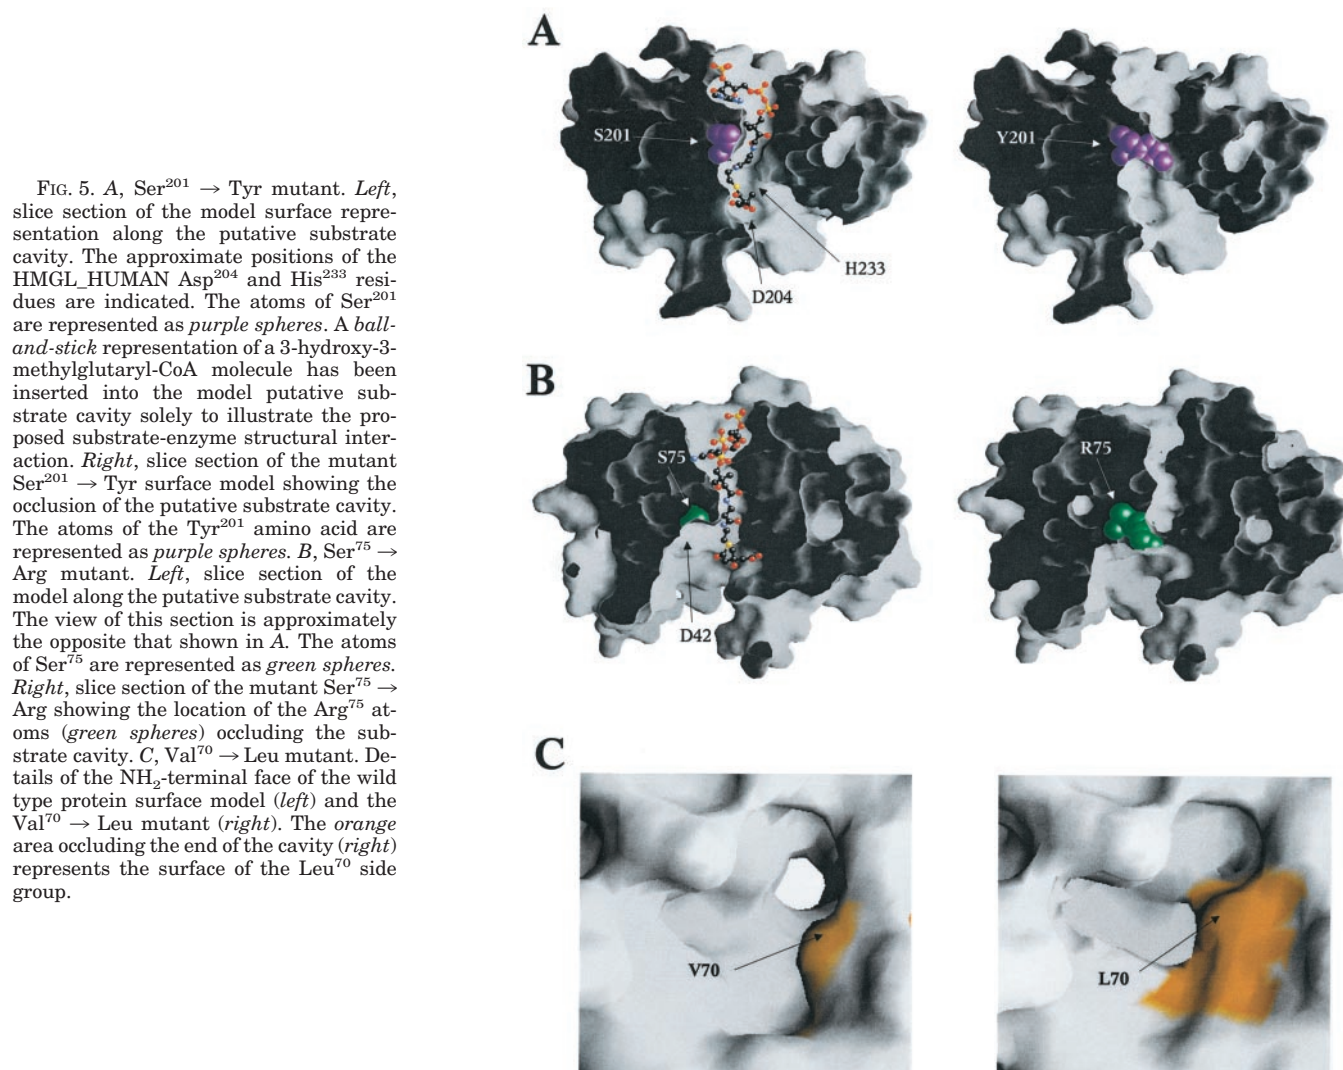 FIG. 5. A, Ser201 → Tyr mutant. Left,
slice section of the model surface repre-
sentation along the putative substrate
cavity. The approximate positions of the
HMGL_HUMAN Asp204 and His233 resi-
dues are indicated. The atoms of Ser201
are represented as purple spheres. A ball-
and-stick representation of a 3-hydroxy-3-
methylglutaryl-CoA molecule has been
inserted into the model putative sub-
strate cavity solely to illustrate the pro-
posed substrate-enzyme structural inter-
action. Right, slice section of the mutant
Ser201 → Tyr surface model showing the
occlusion of the putative substrate cavity.
The atoms of the Tyr201 amino acid are
represented as purple spheres. B, Ser75 →
Arg mutant. Left, slice section of the
model along the putative substrate cavity.
The view of this section is approximately
the opposite that shown in A. The atoms
of Ser75 are represented as green spheres.
Right, slice section of the mutant Ser75 →
Arg showing the location of the Arg75 at-
oms (green spheres) occluding the sub-
strate cavity. C, Val70 → Leu mutant. De-
tails of the NH2-terminal face of the wild
type protein surface model (left) and the
Val70 → Leu mutant (right). The orange
area occluding the end of the cavity (right)
represents the surface of the Leu70 side
group.
A
S201
H233
D204
Y201
B
S75
D42
R75
C
V70
L70